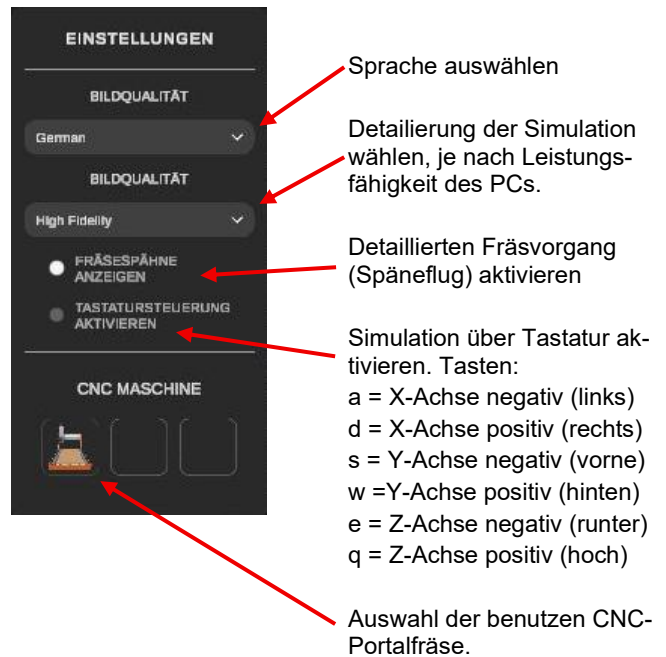 EINSTELLUNGEN
BILDQUALITÄT
German
BILDQUALITÄT
High Fidelity
FRÄSESPÄHNE
ANZEIGEN
TASTATURSTEUERUNG
AKTIVIEREN
CNC MASCHINE
Sprache auswählen
Detailierung der Simulation
wählen, je nach Leistungs-
fähigkeit des PCs.
Detaillierten Fräsvorgang
(Späneflug) aktivieren
Simulation über Tastatur ak-
tivieren. Tasten:
a = X-Achse negativ (links)
d = X-Achse positiv (rechts)
s = Y-Achse negativ (vorne)
w =Y-Achse positiv (hinten)
e = Z-Achse negativ (runter)
q = Z-Achse positiv (hoch)
Auswahl der benutzen CNC-
Portalfräse.